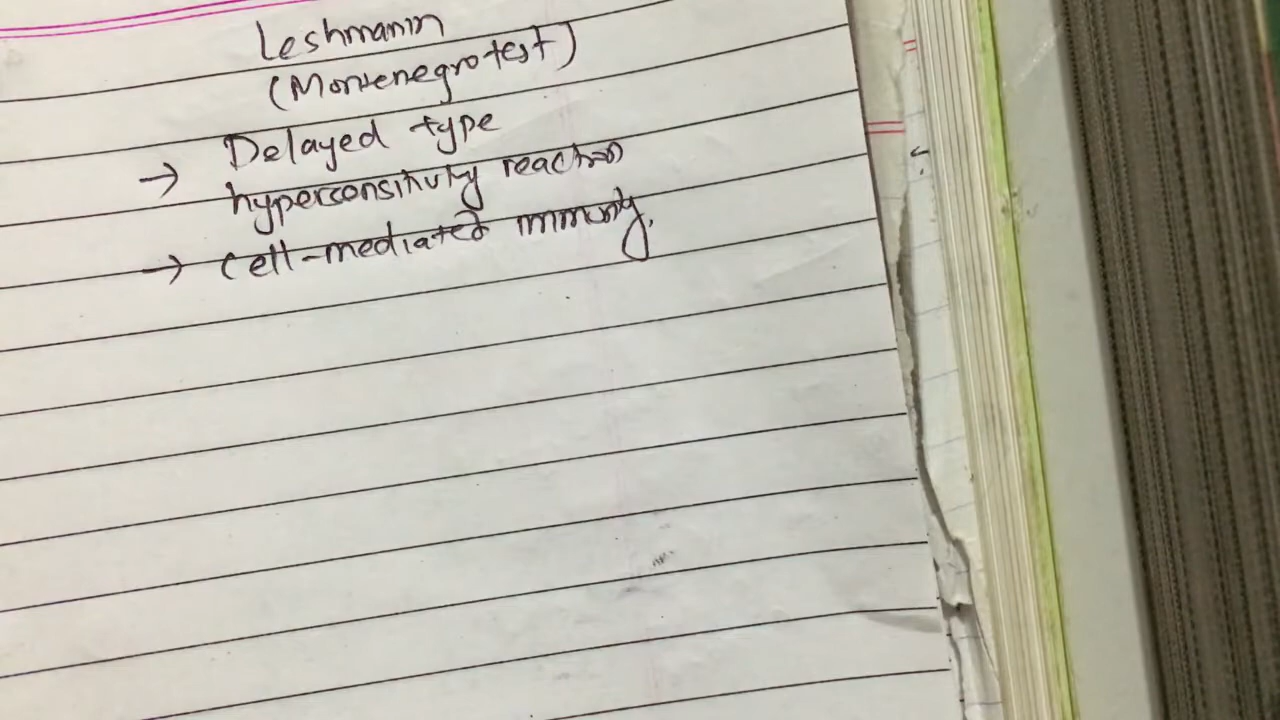 Leshmanin
(Montenegro test)
→ Delayed type
hypersensitivity reaction
→ Cell-mediated immunity.